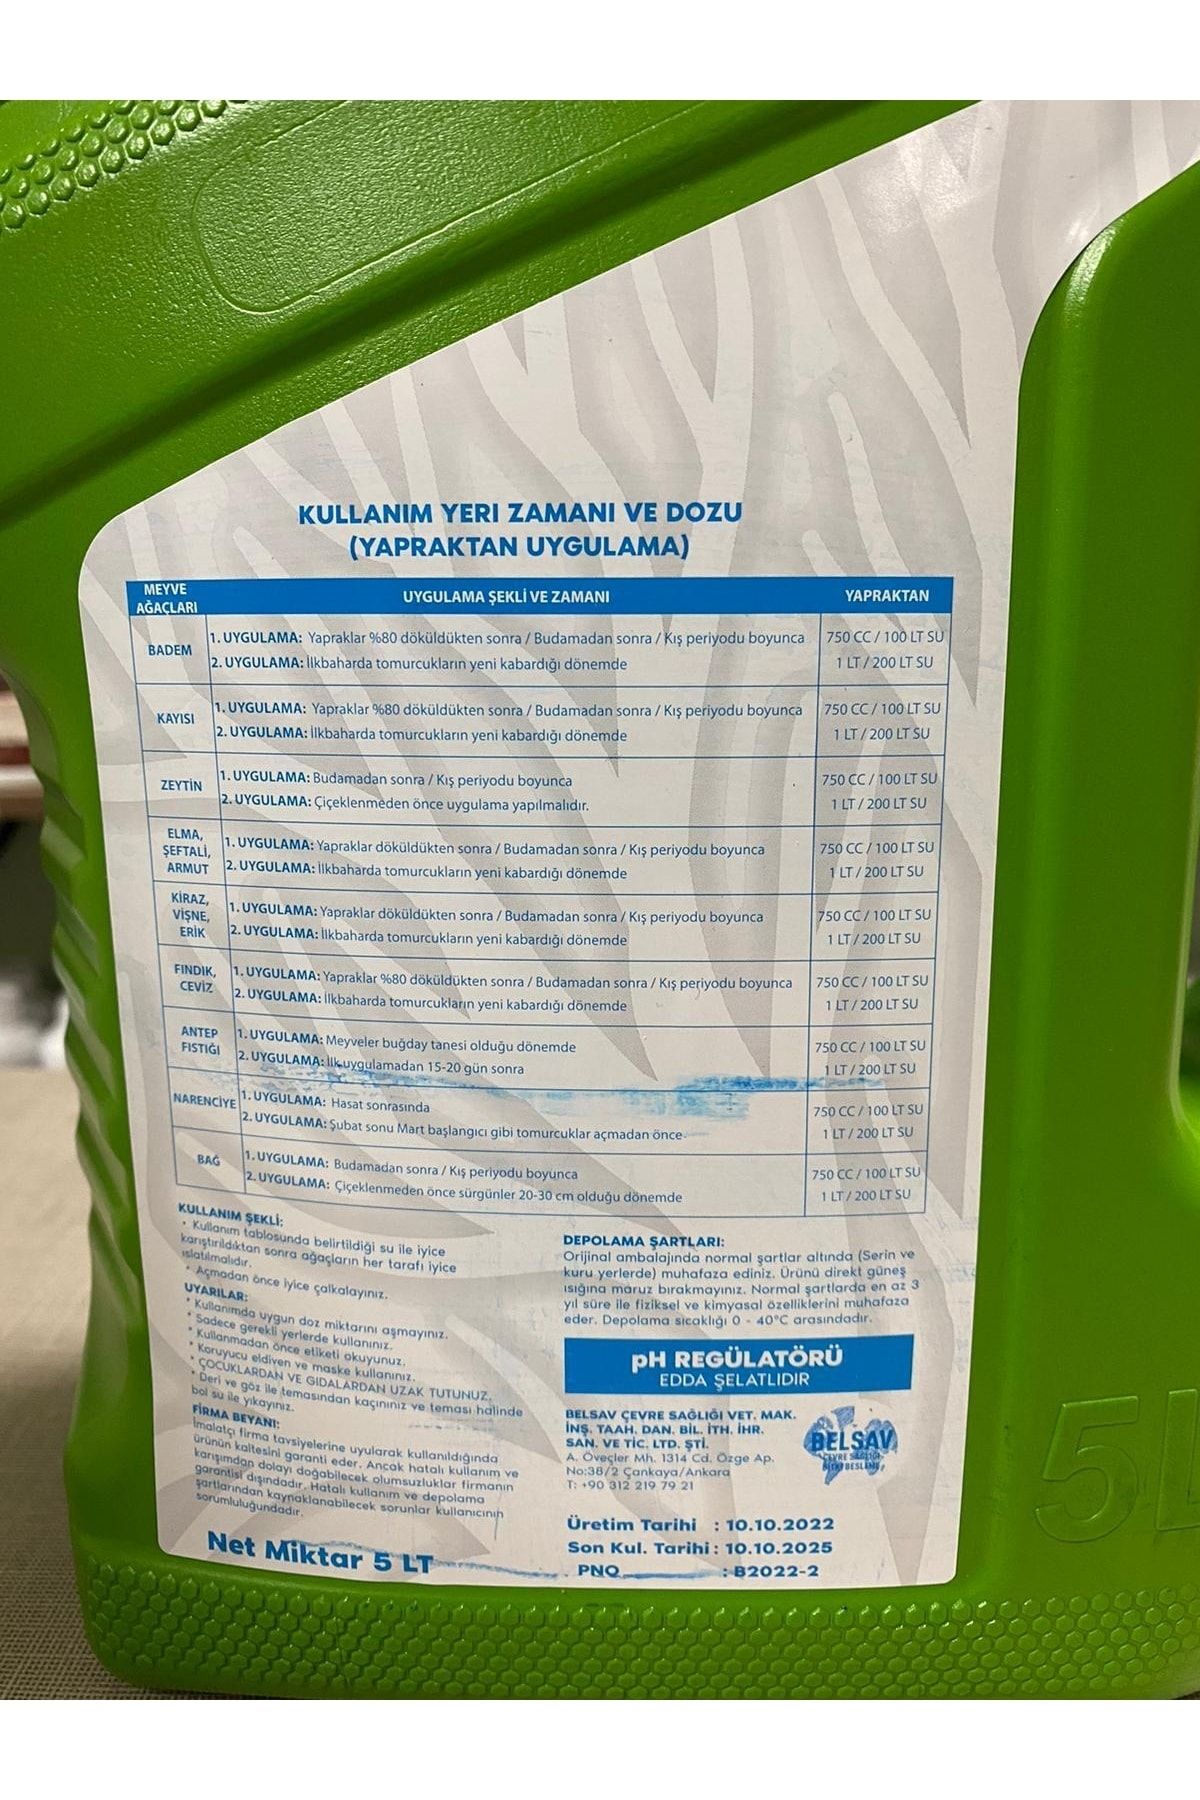 KULLANIM YERİ ZAMANI VE DOZU
(YAPRAKTAN UYGULAMA)
MEYVE AĞAÇLARI UYGULAMA ŞEKLİ VE ZAMANI YAPRAKTAN
BADEM
1. UYGULAMA: Yapraklar %80 döküldükten sonra / Budamadan sonra / Kış periyodu boyunca 750 CC / 100 LT SU
2. UYGULAMA: İlkbaharda tomurcukların yeni kabardığı dönemde 1 LT / 200 LT SU
KAYISI
1. UYGULAMA: Yapraklar %80 döküldükten sonra / Budamadan sonra / Kış periyodu boyunca 750 CC / 100 LT SU
2. UYGULAMA: İlkbaharda tomurcukların yeni kabardığı dönemde 1 LT / 200 LT SU
ZEYTİN
1. UYGULAMA: Budamadan sonra / Kış periyodu boyunca 750 CC / 100 LT SU
2. UYGULAMA: Çiçeklenmeden önce uygulama yapılmalıdır. 1 LT / 200 LT SU
ELMA,
ŞEFTALİ,
ARMUT
1. UYGULAMA: Yapraklar döküldükten sonra / Budamadan sonra / Kış periyodu boyunca 750 CC / 100 LT SU
2. UYGULAMA: İlkbaharda tomurcukların yeni kabardığı dönemde 1 LT / 200 LT SU
KİRAZ,
VİŞNE,
ERİK
1. UYGULAMA: Yapraklar döküldükten sonra / Budamadan sonra / Kış periyodu boyunca 750 CC / 100 LT SU
2. UYGULAMA: İlkbaharda tomurcukların yeni kabardığı dönemde 1 LT / 200 LT SU
FINDIK,
CEVİZ
1. UYGULAMA: Yapraklar %80 döküldükten sonra / Budamadan sonra / Kış periyodu boyunca 750 CC / 100 LT SU
2. UYGULAMA: İlkbaharda tomurcukların yeni kabardığı dönemde 1 LT / 200 LT SU
ANTEP
FISTIĞI
1. UYGULAMA: Meyveler buğday tanesi olduğu dönemde 750 CC / 100 LT SU
2. UYGULAMA: İlk uygulamadan 15-20 gün sonra 1 LT / 200 LT SU
NARENCİYE
1. UYGULAMA: Hasat sonrasında 750 CC / 100 LT SU
2. UYGULAMA: Şubat sonu Mart başlangıcı gibi tomurcuklar açmadan önce 1 LT / 200 LT SU
BAĞ
1. UYGULAMA: Budamadan sonra / Kış periyodu boyunca 750 CC / 100 LT SU
2. UYGULAMA: Çiçeklenmeden önce sürgünler 20-30 cm olduğu dönemde 1 LT / 200 LT SU
KULLANIM ŞEKLİ:
• Kullanım tablosunda belirtildiği su ile iyice
karıştırıldıktan sonra ağaçların her tarafı iyice
ıslatılmalıdır.
• Açmadan önce iyice çalkalayınız.
UYARILAR:
• Kullanımda uygun doz miktarını aşmayınız.
• Sadece gerekli yerlerde kullanınız.
• Kullanmadan önce etiketi okuyunuz.
• Koruyucu eldiven ve maske kullanınız.
• ÇOCUKLARDAN VE GIDALARDAN UZAK TUTUNUZ.
• Deri ve göz ile temasından kaçınınız ve teması halinde
bol su ile yıkayınız.
FİRMA BEYANI:
İmalatçı firma tavsiyelerine uyularak kullanıldığında
ürünün kalitesini garanti eder. Ancak hatalı kullanım ve
karışımdan dolayı doğabilecek olumsuzluklar firmanın
garantisi dışındadır. Hatalı kullanım ve depolama
şartlarından kaynaklanabilecek sorunlar kullanıcının
sorumluluğundadır.
Net Miktar 5 LT
DEPOLAMA ŞARTLARI:
Orijinal ambalajında normal şartlar altında (Serin ve
kuru yerlerde) muhafaza ediniz. Ürünü direkt güneş
ısığına maruz bırakmayınız. Normal şartlarda en az 3
yıl süre ile fiziksel ve kimyasal özelliklerini muhafaza
eder. Depolama sıcaklığı 0 - 40°C arasındadır.
pH REGÜLATÖRÜ
EDDA ŞELATLIDIR
BELSAV ÇEVRE SAĞLIĞI VET. MAK.
İNŞ. TAAH. DAN. BİL. İTH. İHR.
SAN. VE TİC. LTD. ŞTİ.
A. Öveçler Mh. 1314 Cd. Özge Ap.
No:38/2 Çankaya/Ankara
T: +90 312 219 79 21
BELSAV
ÇEVRE SAĞLIĞI
BİTKİ BESLEME
Üretim Tarihi : 10.10.2022
Son Kul. Tarihi : 10.10.2025
PNO : B2022-2
5L